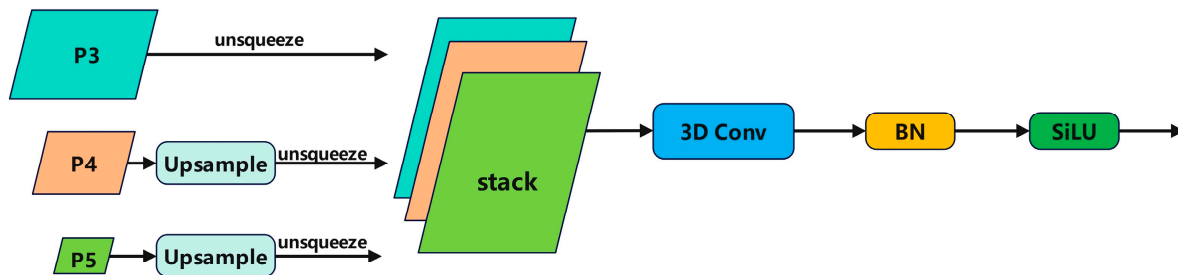 P3
unsqueeze
P4
Upsample
unsqueeze
P5
Upsample
unsqueeze
stack
3D Conv
BN
SiLU